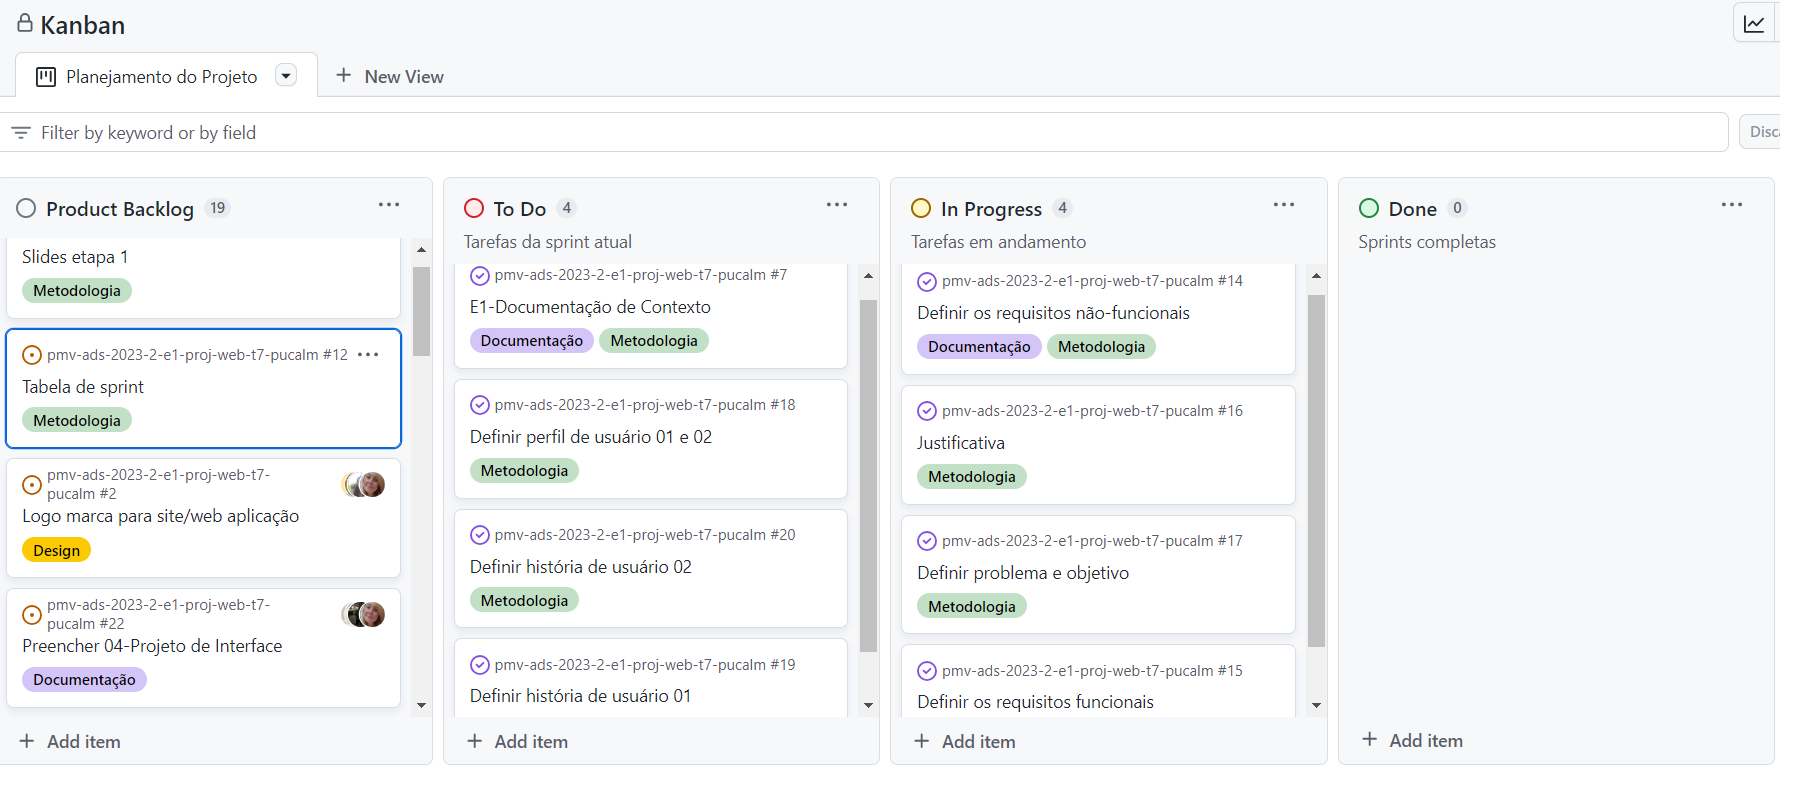 Kanban
Planejamento do Projeto
New View
Filter by keyword or by field
Product Backlog 19
Slides etapa 1
Metodologia
pmv-ads-2023-2-e1-proj-web-t7-pucalm #12
Tabela de sprint
Metodologia
pmv-ads-2023-2-e1-proj-web-t7-
pucalm #2
Logo marca para site/web aplicação
Design
pmv-ads-2023-2-e1-proj-web-t7-
pucalm #22
Preencher 04-Projeto de Interface
Documentação
Add item
To Do 4
Tarefas da sprint atual
pmv-ads-2023-2-e1-proj-web-t7-pucalm #7
E1-Documentação de Contexto
Documentação Metodologia
pmv-ads-2023-2-e1-proj-web-t7-pucalm #18
Definir perfil de usuário 01 e 02
Metodologia
pmv-ads-2023-2-e1-proj-web-t7-pucalm #20
Definir história de usuário 02
Metodologia
pmv-ads-2023-2-e1-proj-web-t7-pucalm #19
Definir história de usuário 01
Add item
In Progress 4
Tarefas em andamento
pmv-ads-2023-2-e1-proj-web-t7-pucalm #14
Definir os requisitos não-funcionais
Documentação Metodologia
pmv-ads-2023-2-e1-proj-web-t7-pucalm #16
Justificativa
Metodologia
pmv-ads-2023-2-e1-proj-web-t7-pucalm #17
Definir problema e objetivo
Metodologia
pmv-ads-2023-2-e1-proj-web-t7-pucalm #15
Definir os requisitos funcionais
Add item
Done 0
Sprints completas
Add item